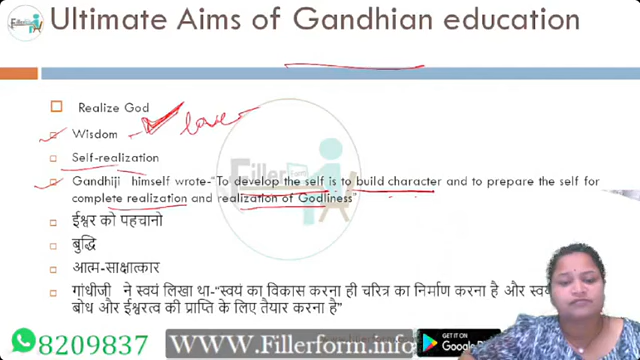 Ultimate Aims of Gandhian education
Realize God
Wisdom
love
Self-realization
Gandhiji himself wrote-"To develop the self is to build character and to prepare the self for
complete realization and realization of Godliness"
ईश्वर को पहचानो
बुद्धि
आत्म-साक्षात्कार
गांधीजी ने स्वयं लिखा था-"स्वयं का विकास करना ही चरित्र का निर्माण करना है और स्व
बोध और ईश्वरत्व की प्राप्ति के लिए तैयार करना है"
8209837
www.Fillerform.info
GET IT ON
Google